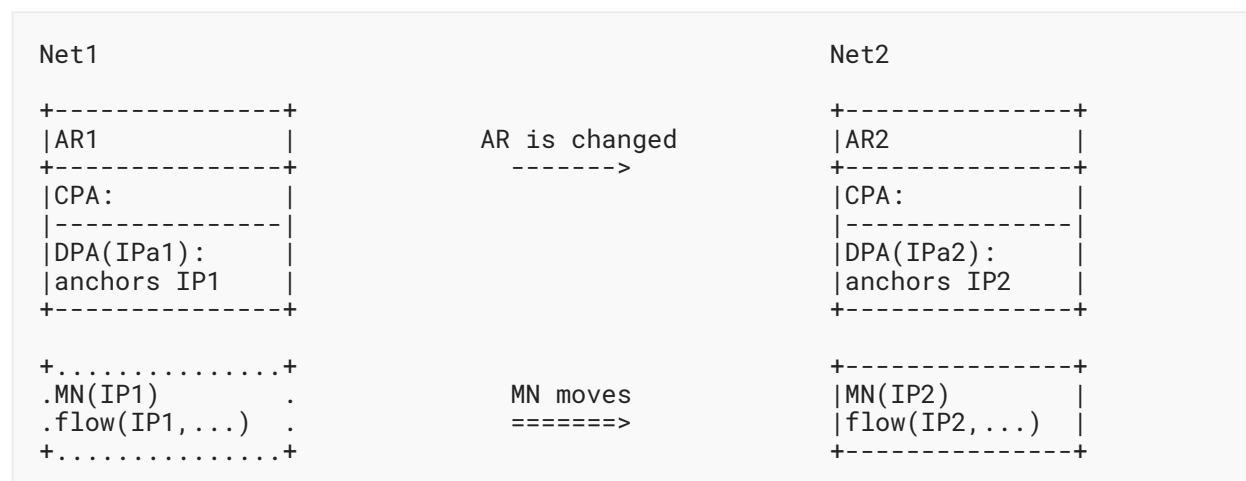 Net1                                            Net2

+---------------+                               +---------------+
|AR1            |           AR is changed       |AR2            |
+---------------+             ------->          +---------------+
|CPA:           |                               |CPA:           |
|---------------|                               |---------------|
|DPA(IPa1):     |                               |DPA(IPa2):     |
|anchors IP1    |                               |anchors IP2    |
+---------------+                               +---------------+

+...............+                               +---------------+
.MN(IP1)        .             MN moves          |MN(IP2)        |
.flow(IP1,...)  .             =======>          |flow(IP2,...)  |
+...............+                               +---------------+